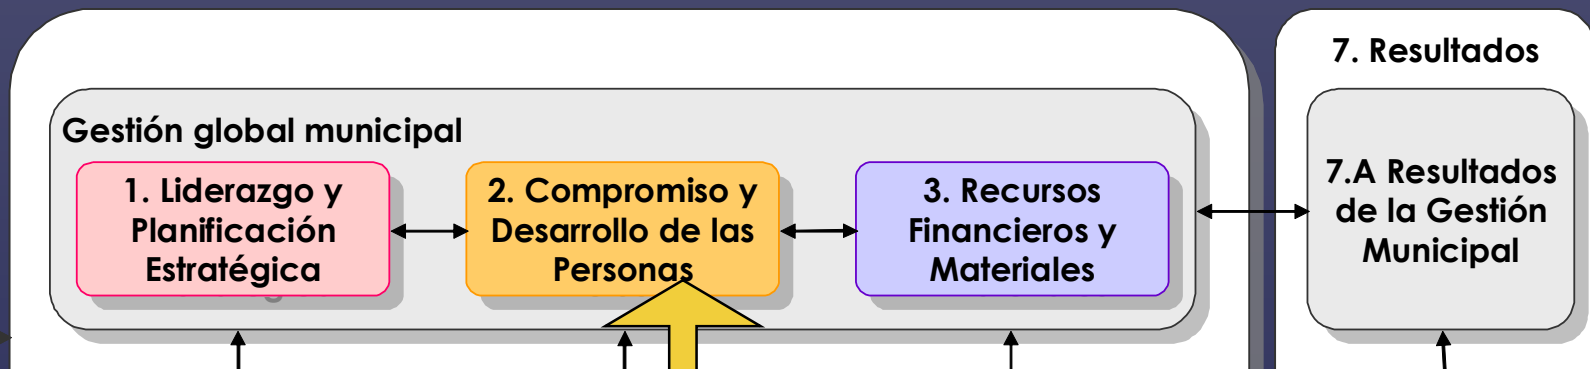 7. Resultados
Gestión global municipal
1. Liderazgo y
Planificación
Estratégica
2. Compromiso y
Desarrollo de las
Personas
3. Recursos
Financieros y
Materiales
7.A Resultados
de la Gestión
Municipal